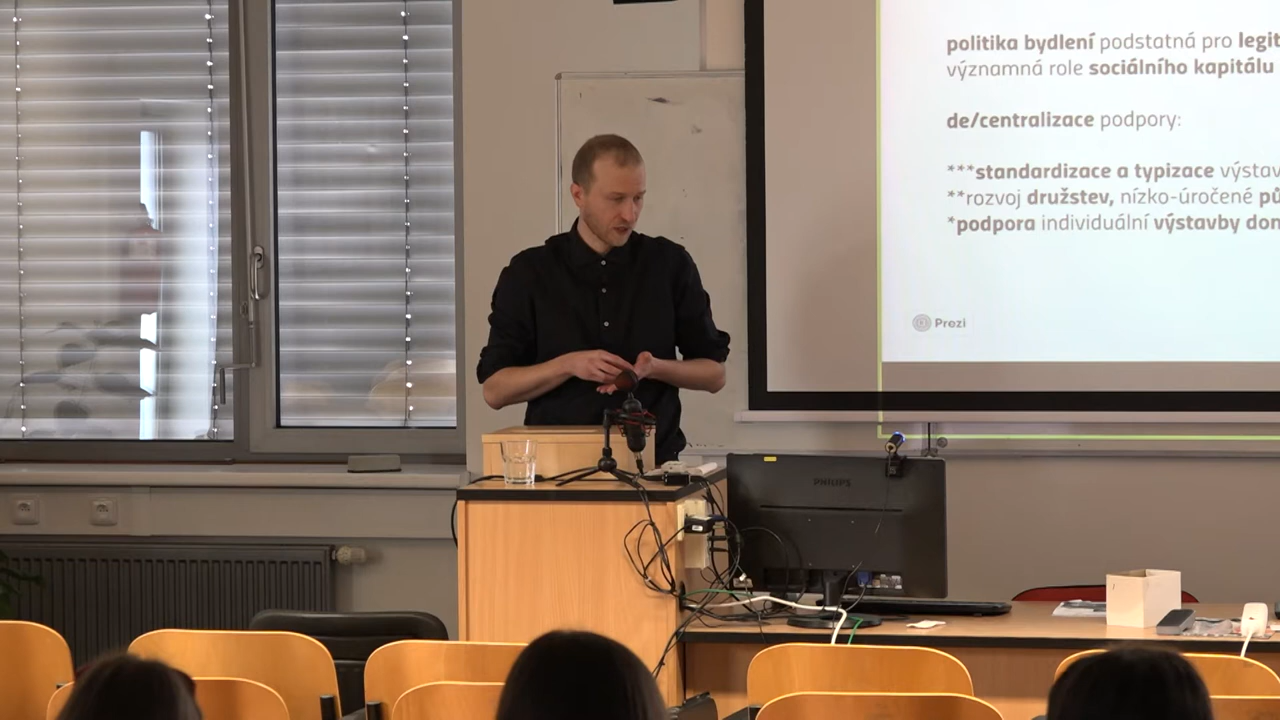 politika bydlení podstatná pro legit
významná role sociálního kapitálu
de/centralizace podpory:
***standardizace a typizace výstav
**rozvoj družstev, nízko-úročené pů
*podpora individuální výstavby dom
Prezi
PHILIPS